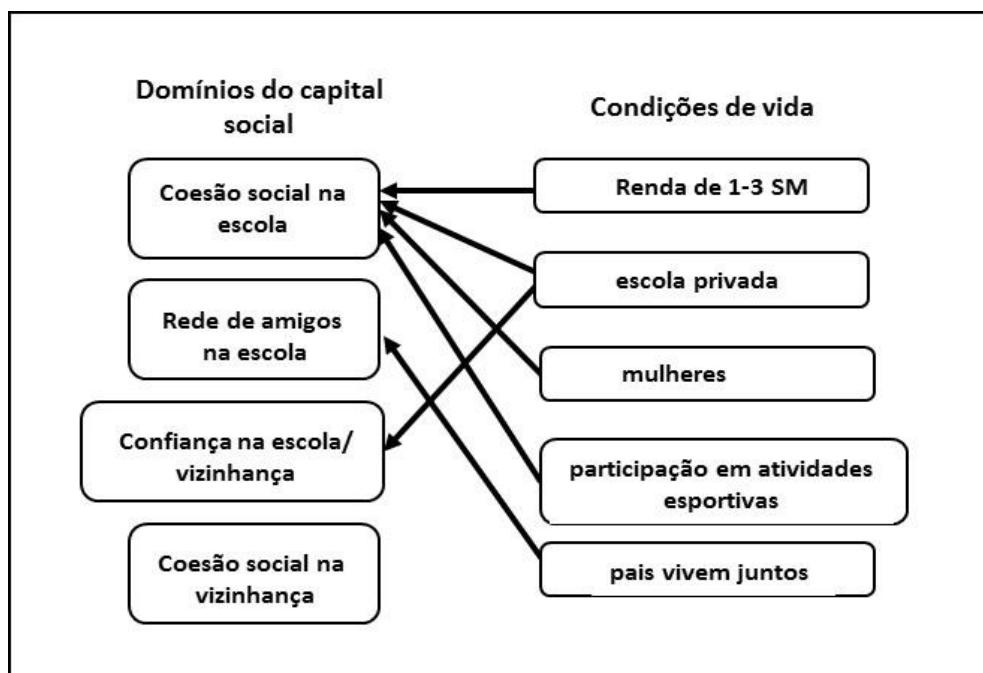 Domínios do capital
social
Coesão social na
escola
Rede de amigos
na escola
Confiança na escola/
vizinhança
Coesão social na
vizinhança
Condições de vida
Renda de 1-3 SM
escola privada
mulheres
participação em atividades
esportivas
pais vivem juntos